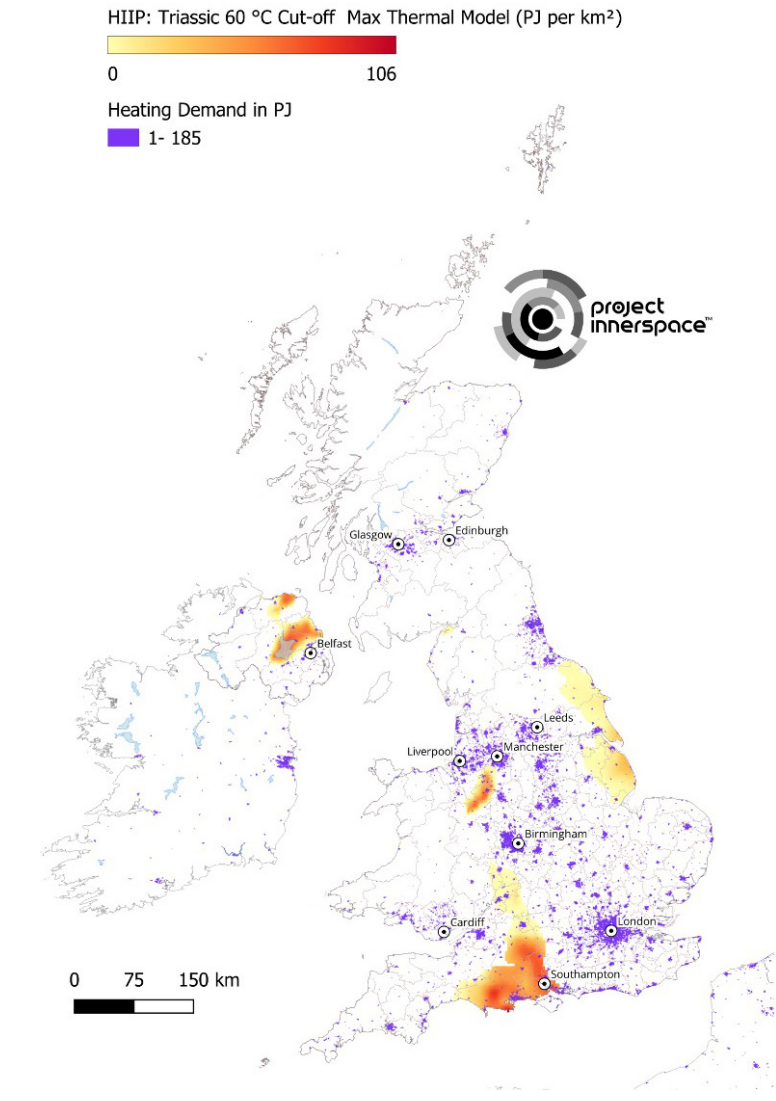 HIIP: Triassic 60 °C Cut-off  Max Thermal Model (PJ per km²)
0 106
Heating Demand in PJ
1- 185
project
innerspace™
Glasgow
Edinburgh
Belfast
Leeds
Liverpool
Manchester
Birmingham
Cardiff
London
Southampton
0 75 150 km